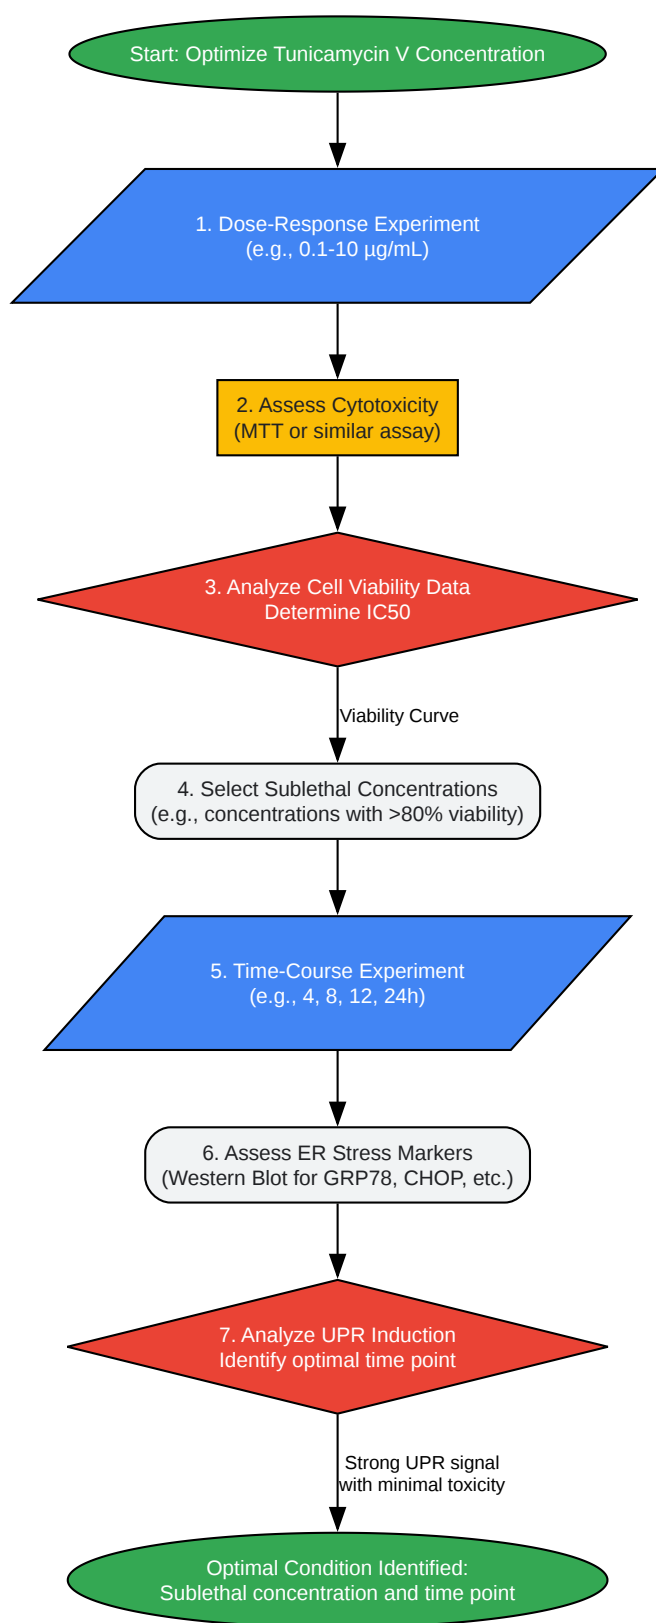 Start: Optimize Tunicamycin V Concentration
1. Dose-Response Experiment
(e.g., 0.1-10 µg/mL)
2. Assess Cytotoxicity
(MTT or similar assay)
3. Analyze Cell Viability Data
Determine IC50
Viability Curve
4. Select Sublethal Concentrations
(e.g., concentrations with >80% viability)
5. Time-Course Experiment
(e.g., 4, 8, 12, 24h)
6. Assess ER Stress Markers
(Western Blot for GRP78, CHOP, etc.)
7. Analyze UPR Induction
Identify optimal time point
Strong UPR signal
with minimal toxicity
Optimal Condition Identified:
Sublethal concentration and time point